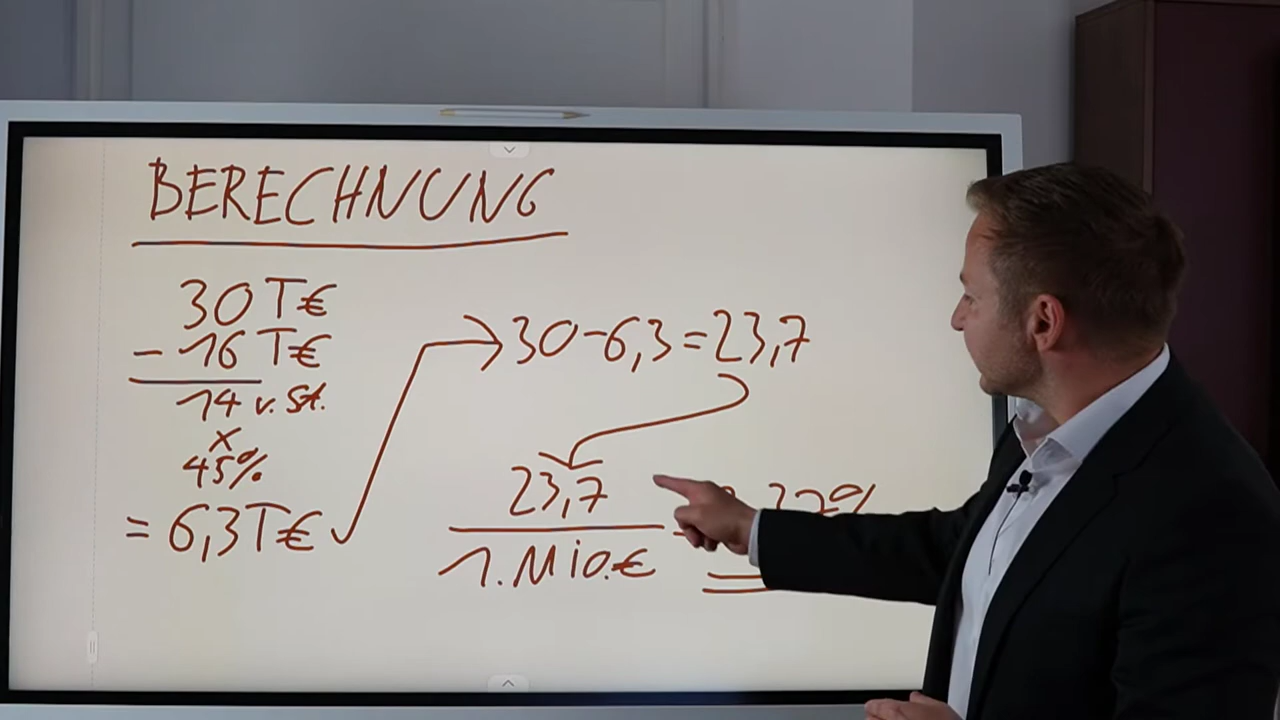 BERECHNUNG
30 T€
- 16 T€
14 v. St.
x
45%
= 6,3 T€
30-6,3=23,7
23,7
1. Mio. €